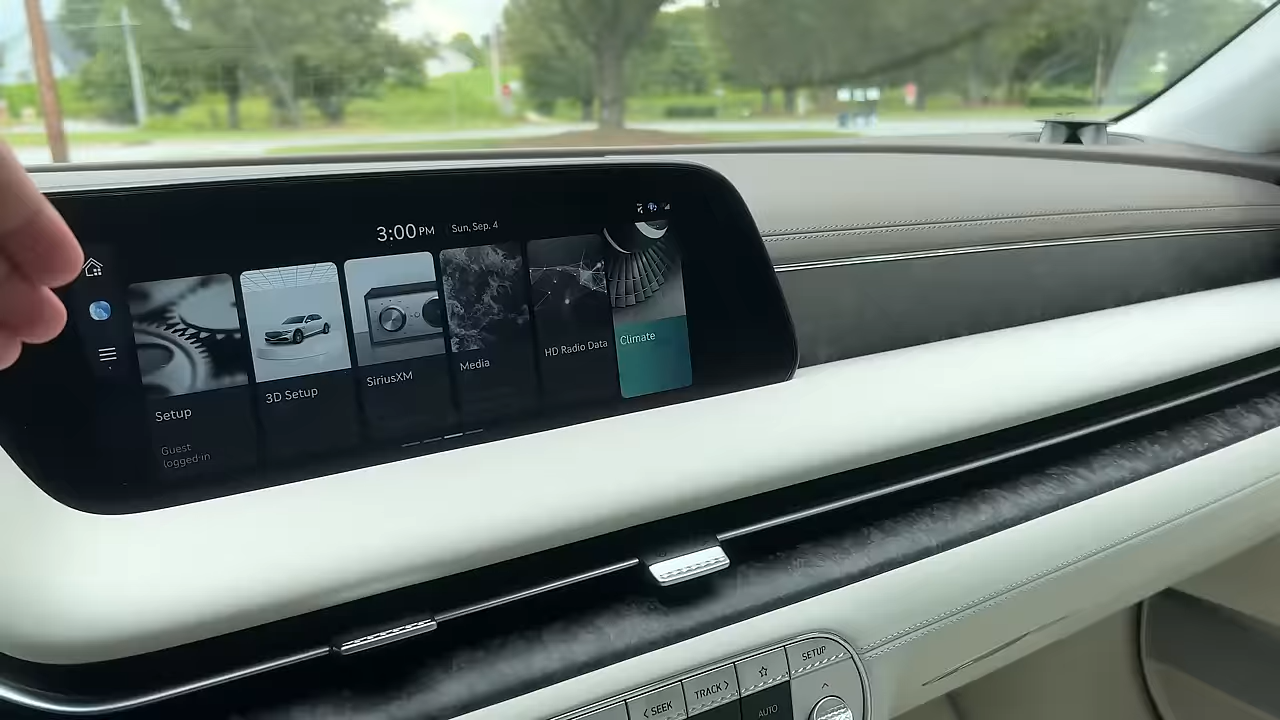 3:00 PM Sun, Sep. 4
Setup
3D Setup
SiriusXM
Media
HD Radio Data
Climate
Guest
logged-in
< SEEK
TRACK >
☆
SETUP
AUTO